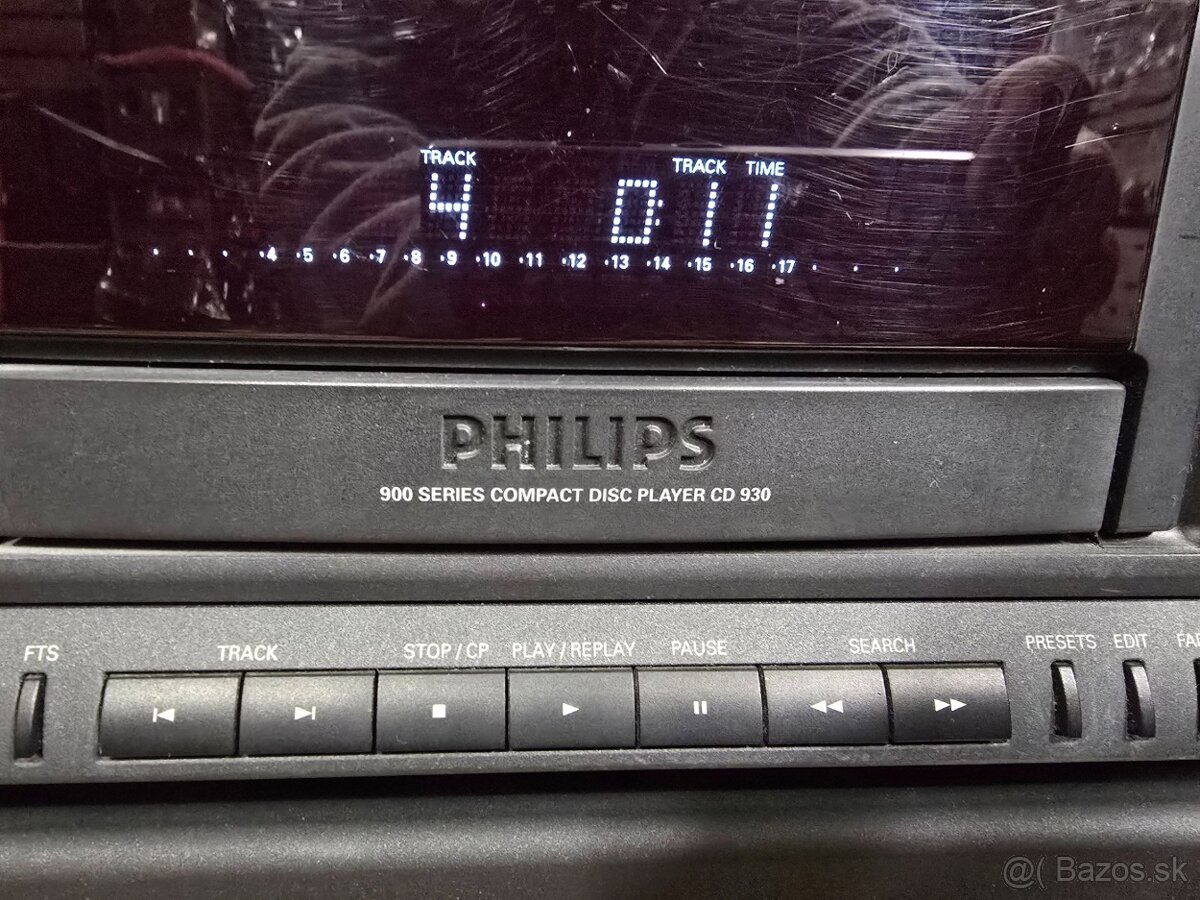 TRACK TRACK TIME
4 0:11
4 5 6 7 8 9 10 11 12 13 14 15 16 17
PHILIPS
900 SERIES COMPACT DISC PLAYER CD 930
FTS TRACK STOP / CP PLAY / REPLAY PAUSE SEARCH PRESETS EDIT
@( Bazos.sk